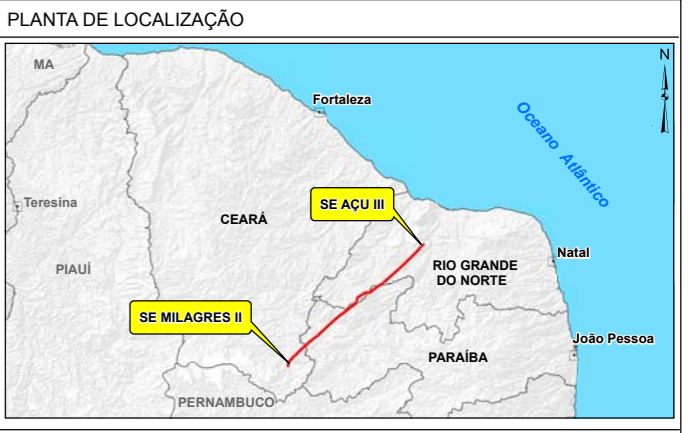 PLANTA DE LOCALIZAÇÃO
MA
N
Fortaleza
Oceano Atlântico
Teresina
SE AÇU III
CEARÁ
Natal
PIAUÍ
RIO GRANDE
DO NORTE
SE MILAGRES II
João Pessoa
PARAÍBA
PERNAMBUCO